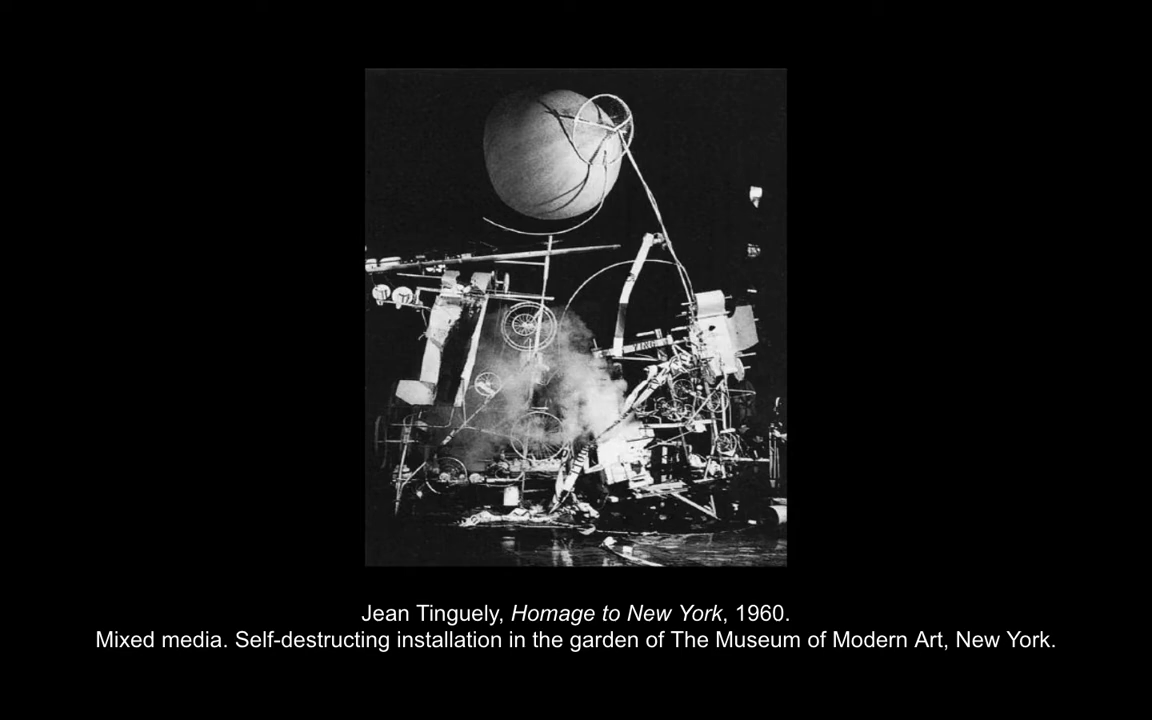 YING
Jean Tinguely, Homage to New York, 1960.
Mixed media. Self-destructing installation in the garden of The Museum of Modern Art, New York.